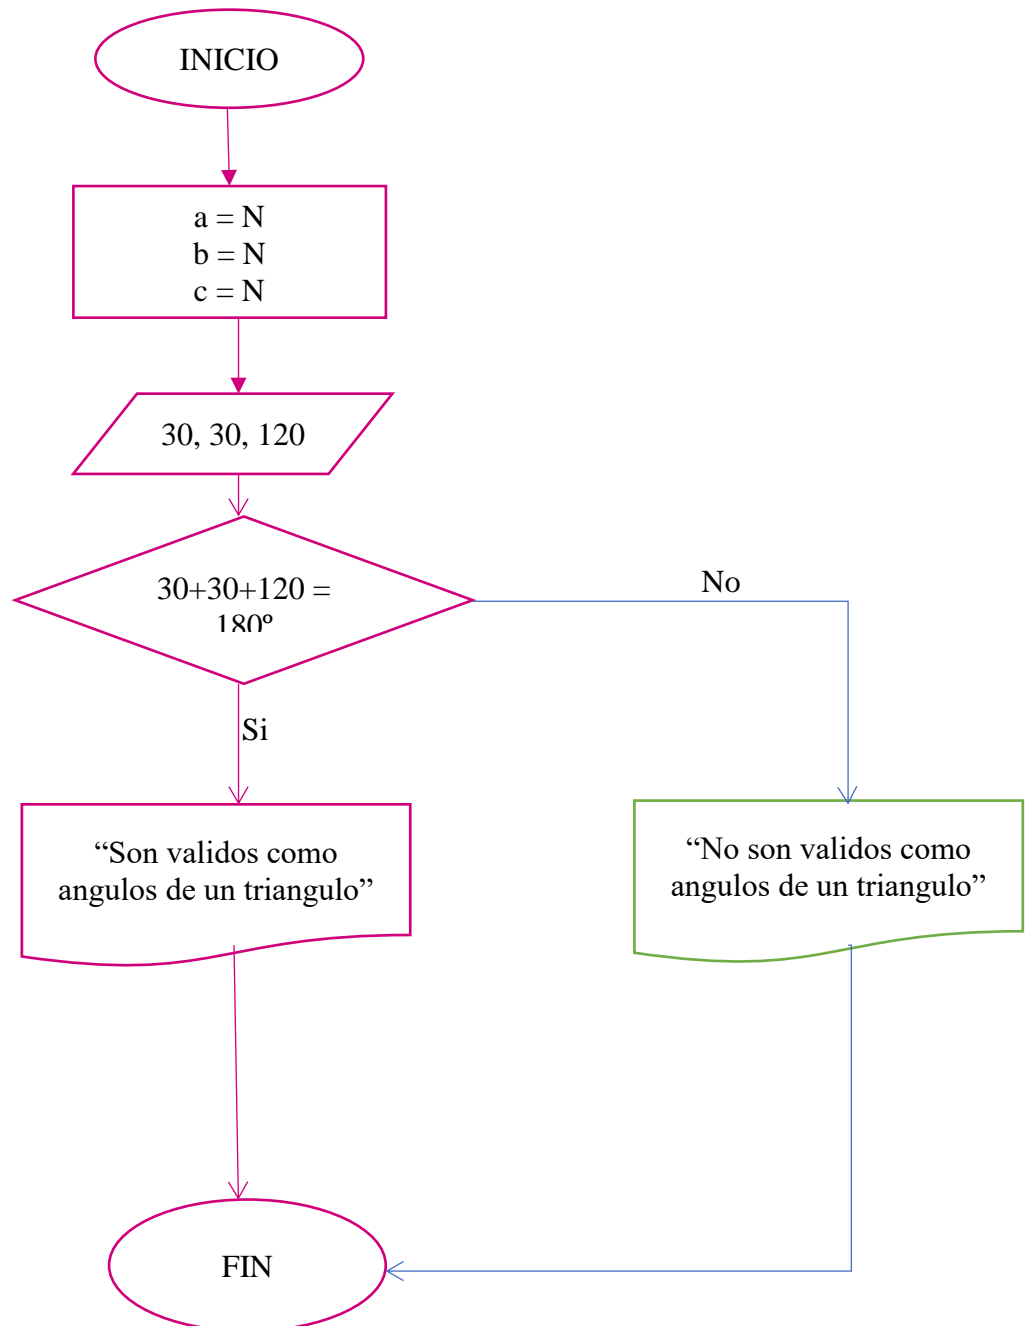 INICIO
a = N
b = N
c = N
30, 30, 120
30+30+120 =
180º
No
Si
“Son validos como
angulos de un triangulo”
“No son validos como
angulos de un triangulo”
FIN